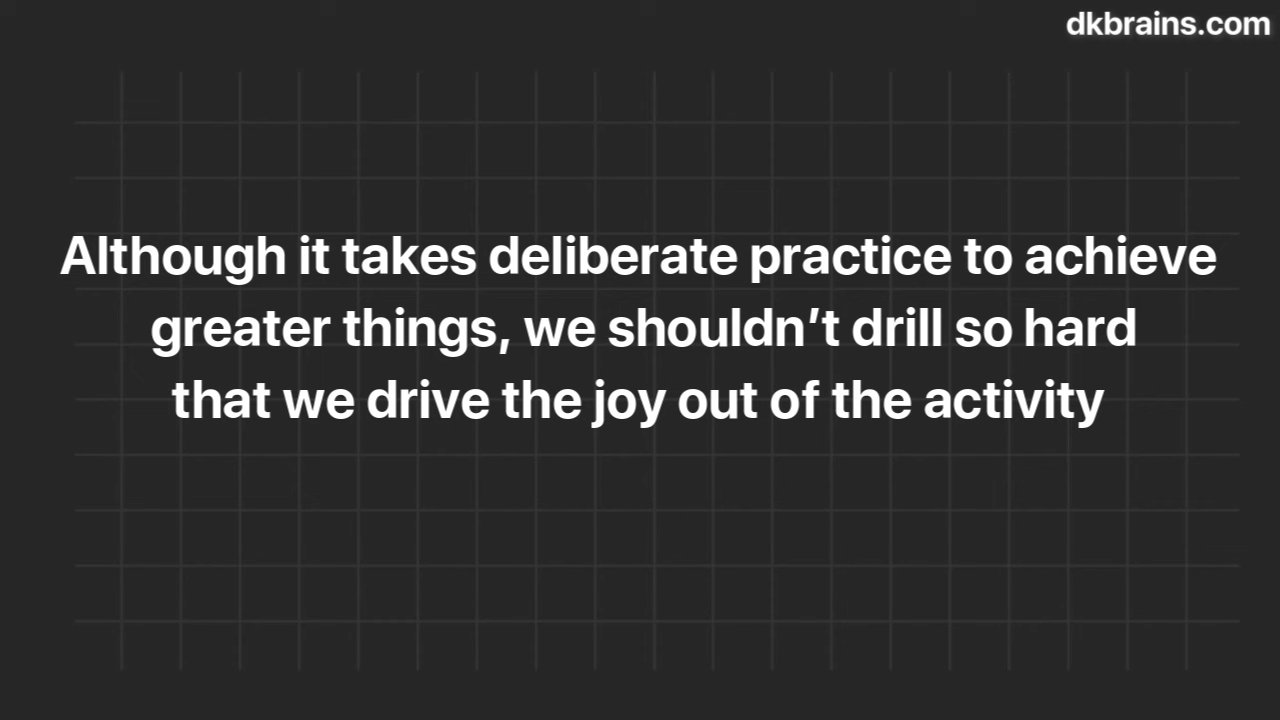 dkbrains.com
Although it takes deliberate practice to achieve
greater things, we shouldn’t drill so hard
that we drive the joy out of the activity